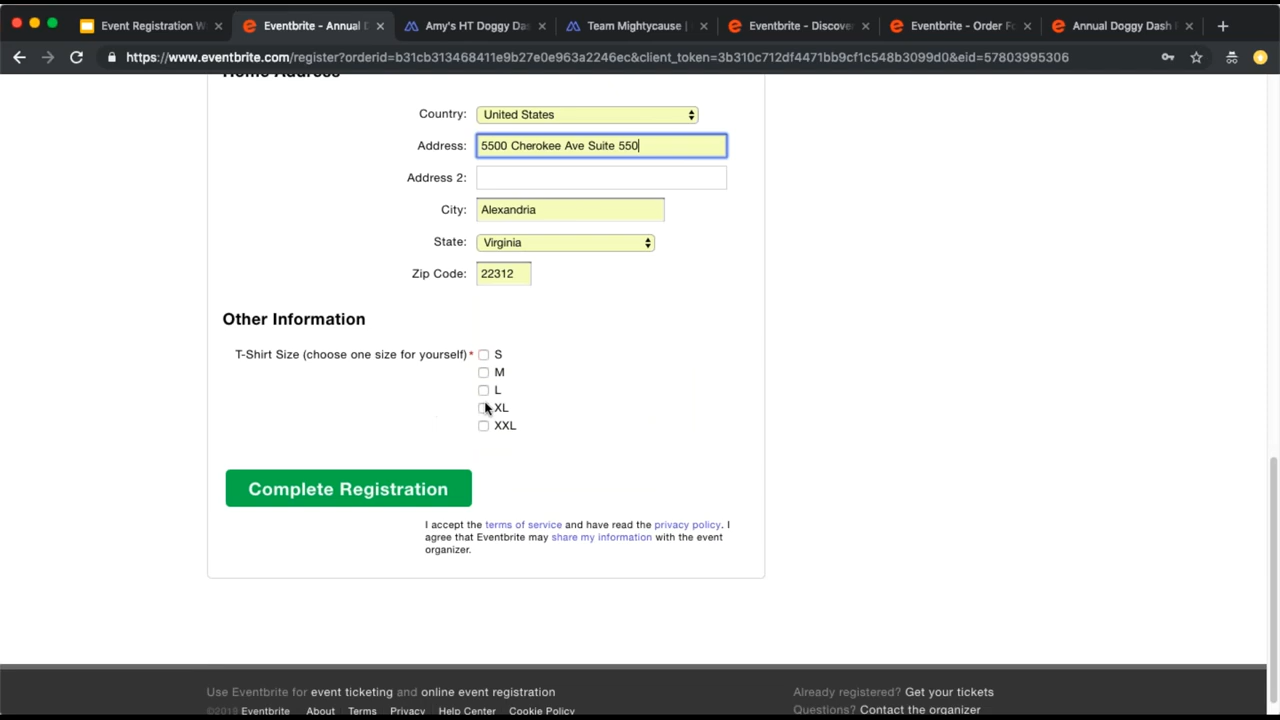 Event Registration W
Eventbrite - Annual D
Amy's HT Doggy Das
Team Mightycause |
Eventbrite - Discove
Eventbrite - Order Fo
Annual Doggy Dash
https://www.eventbrite.com/register?orderid=b31cb313468411e9b27e0e963a2246ec&client_token=3b310c712df4471bb9cf1c548b3099d0&eid=57803995306
Home Address
Country: United States
Address: 5500 Cherokee Ave Suite 550
Address 2:
City: Alexandria
State: Virginia
Zip Code: 22312
Other Information
T-Shirt Size (choose one size for yourself)* S
M
L
XL
XXL
Complete Registration
I accept the terms of service and have read the privacy policy. I
agree that Eventbrite may share my information with the event
organizer.
Use Eventbrite for event ticketing and online event registration
Already registered? Get your tickets
©2019 Eventbrite About Terms Privacy Help Center Cookie Policy
Questions? Contact the organizer